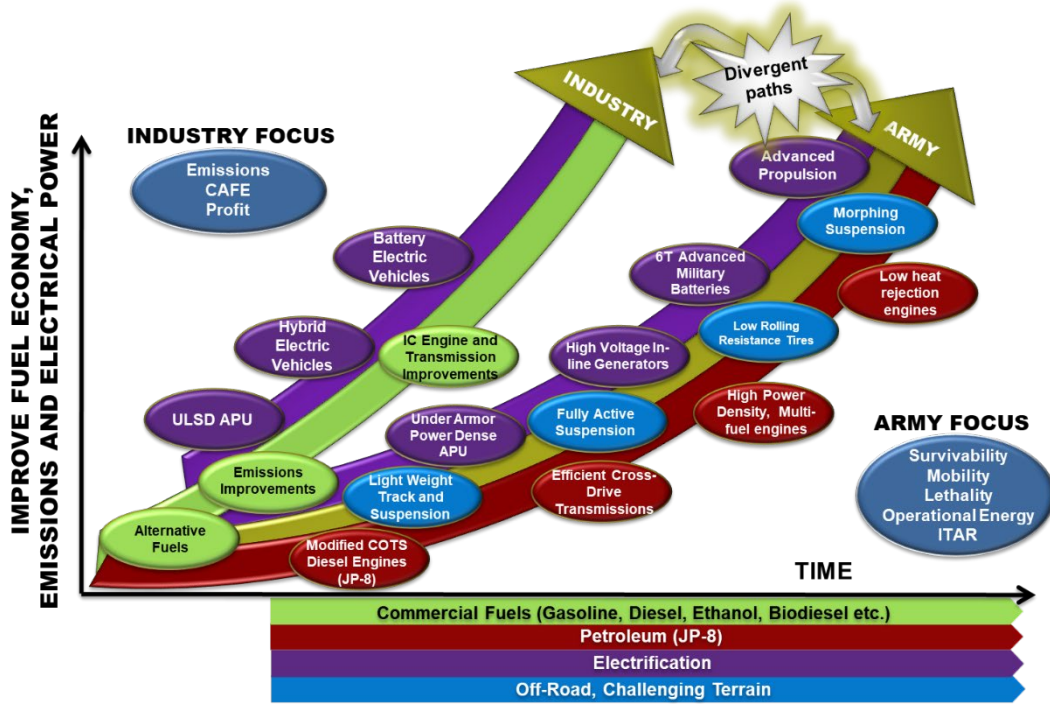 Divergent
paths
INDUSTRY
ARMY
INDUSTRY FOCUS
Emissions
CAFE
Profit
Advanced
Propulsion
Morphing
Suspension
Battery
Electric
Vehicles
6T Advanced
Military
Batteries
Low heat
rejection
engines
Hybrid
Electric
Vehicles
IC Engine and
Transmission
Improvements
High Voltage In-
line Generators
Low Rolling
Resistance Tires
ULSD APU
Under Armor
Power Dense
APU
Fully Active
Suspension
High Power
Density, Multi-
fuel engines
ARMY FOCUS
Survivability
Mobility
Lethality
Operational Energy
ITAR
Emissions
Improvements
Light Weight
Track and
Suspension
Efficient Cross-
Drive
Transmissions
Alternative
Fuels
Modified COTS
Diesel Engines
(JP-8)
IMPROVE FUEL ECONOMY,
EMISSIONS AND ELECTRICAL POWER
TIME
Commercial Fuels (Gasoline, Diesel, Ethanol, Biodiesel etc.)
Petroleum (JP-8)
Electrification
Off-Road, Challenging Terrain